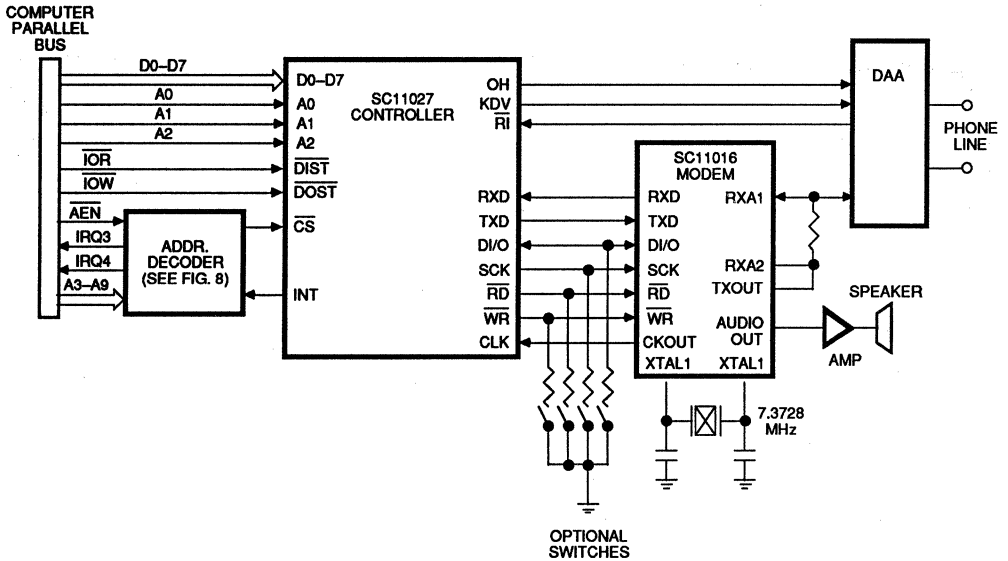 COMPUTER
PARALLEL
BUS
D0–D7
A0
A1
A2
IOR
IOW
AEN
IRQ3
IRQ4
A3–A9
ADDR.
DECODER
(SEE FIG. 8)
SC11027
CONTROLLER
D0–D7
A0
A1
A2
DIST
DOST
CS
INT
OH
KDV
RI
RXD
TXD
DI/O
SCK
RD
WR
CLK
SC11016
MODEM
RXD
TXD
DI/O
SCK
RD
WR
CKOUT
XTAL1
RXA1
RXA2
TXOUT
AUDIO
OUT
XTAL1
DAA
PHONE
LINE
SPEAKER
AMP
7.3728
MHz
OPTIONAL
SWITCHES